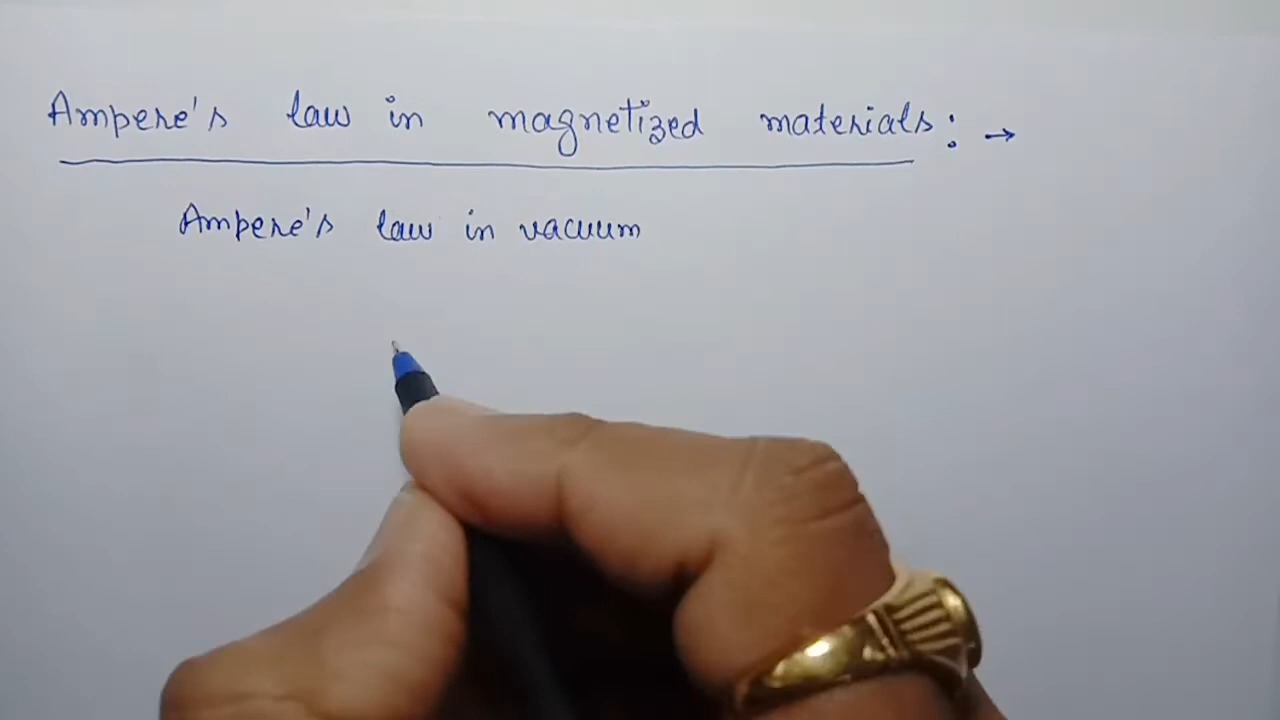 Ampere's law in magnetized materials: →
Ampere's law in vacuum